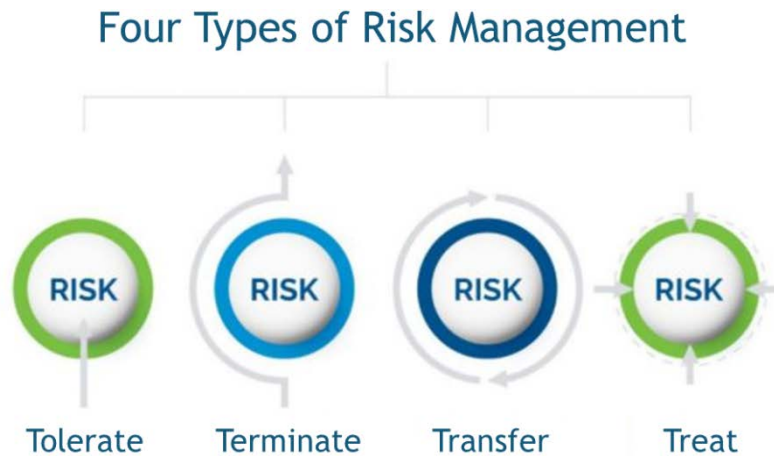 Four Types of Risk Management
RISK
RISK
RISK
RISK
Tolerate
Terminate
Transfer
Treat